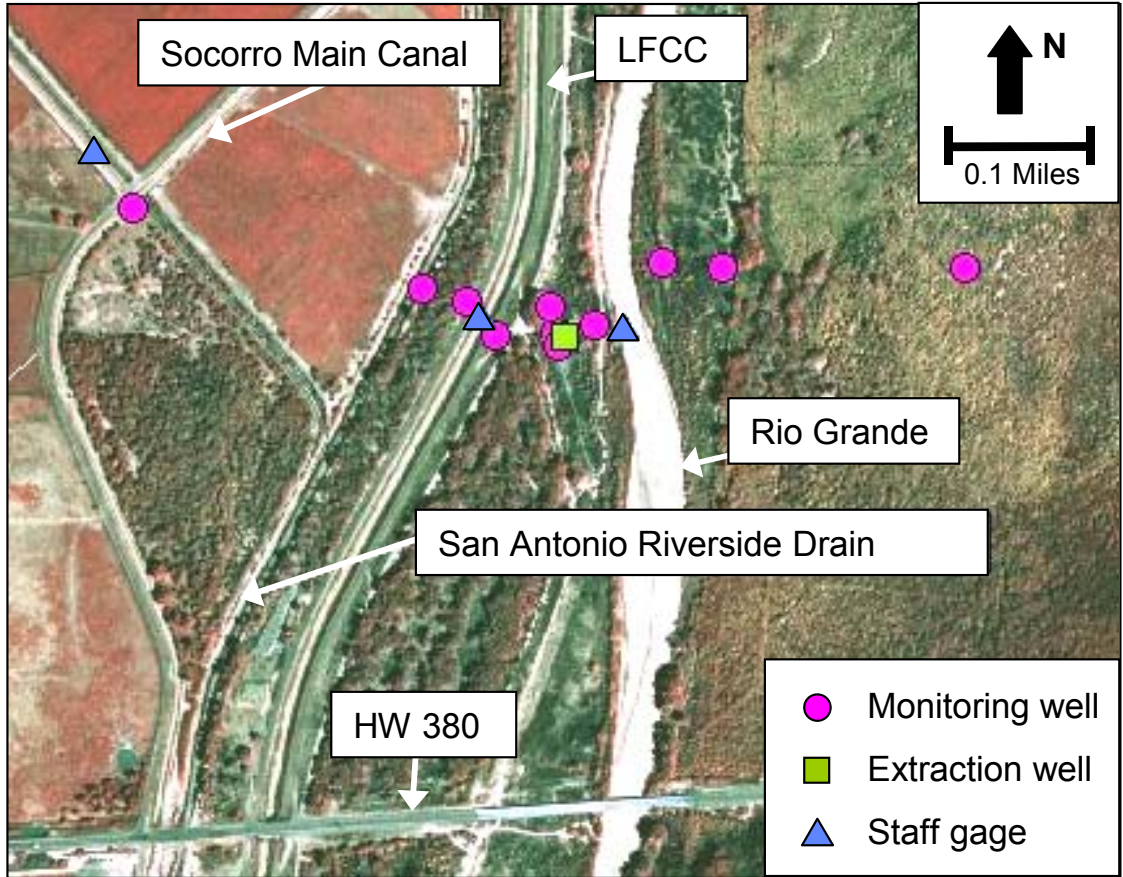 Socorro Main Canal
LFCC
N
0.1 Miles
Rio Grande
San Antonio Riverside Drain
HW 380
Monitoring well
Extraction well
Staff gage